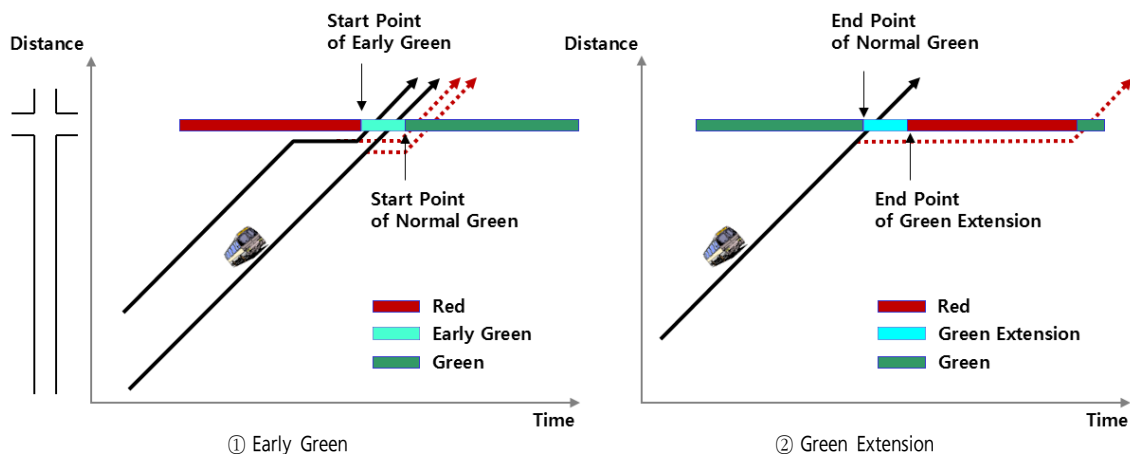 Start Point
of Early Green
Distance
Start Point
of Normal Green
Red
Early Green
Green
Time
① Early Green
End Point
of Normal Green
Distance
End Point
of Green Extension
Red
Green Extension
Green
Time
② Green Extension